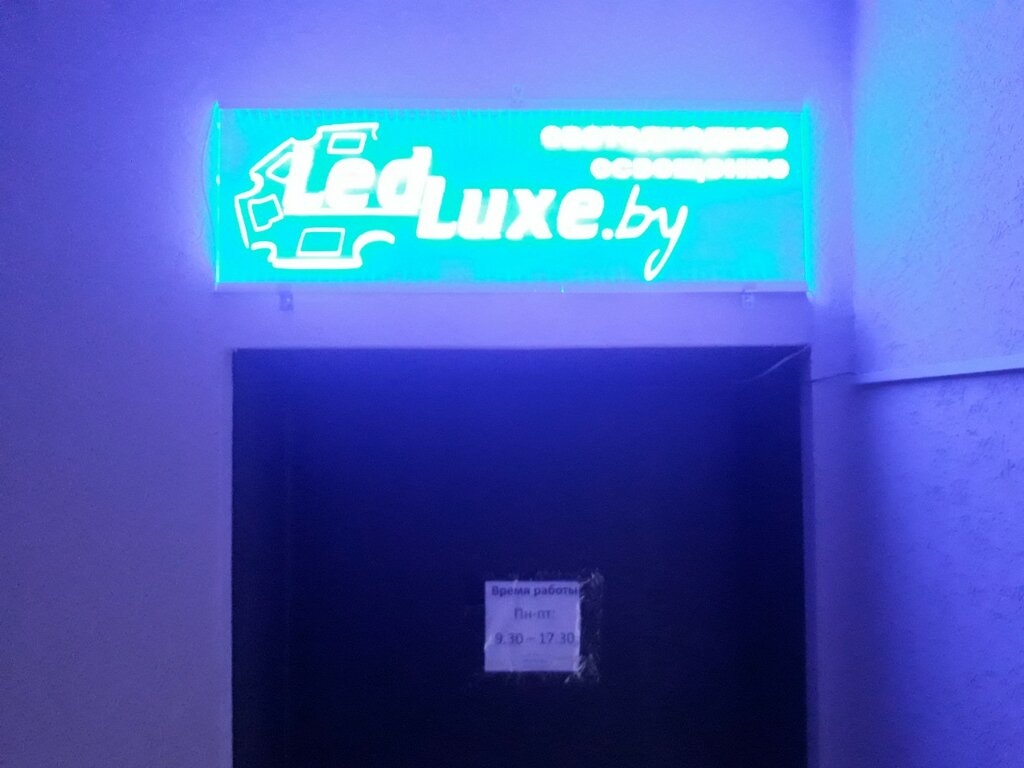 светодиодное
освещение
LedLuxe.by
Время работы
Пн-пт:
9.30 – 17.30